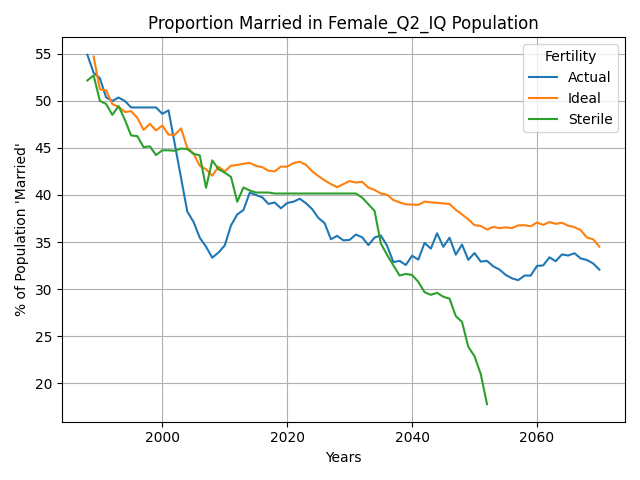 Proportion Married in Female_Q2_IQ Population
Fertility
Actual
Ideal
Sterile
% of Population 'Married'
55
50
45
40
35
30
25
20
2000
2020
2040
2060
Years